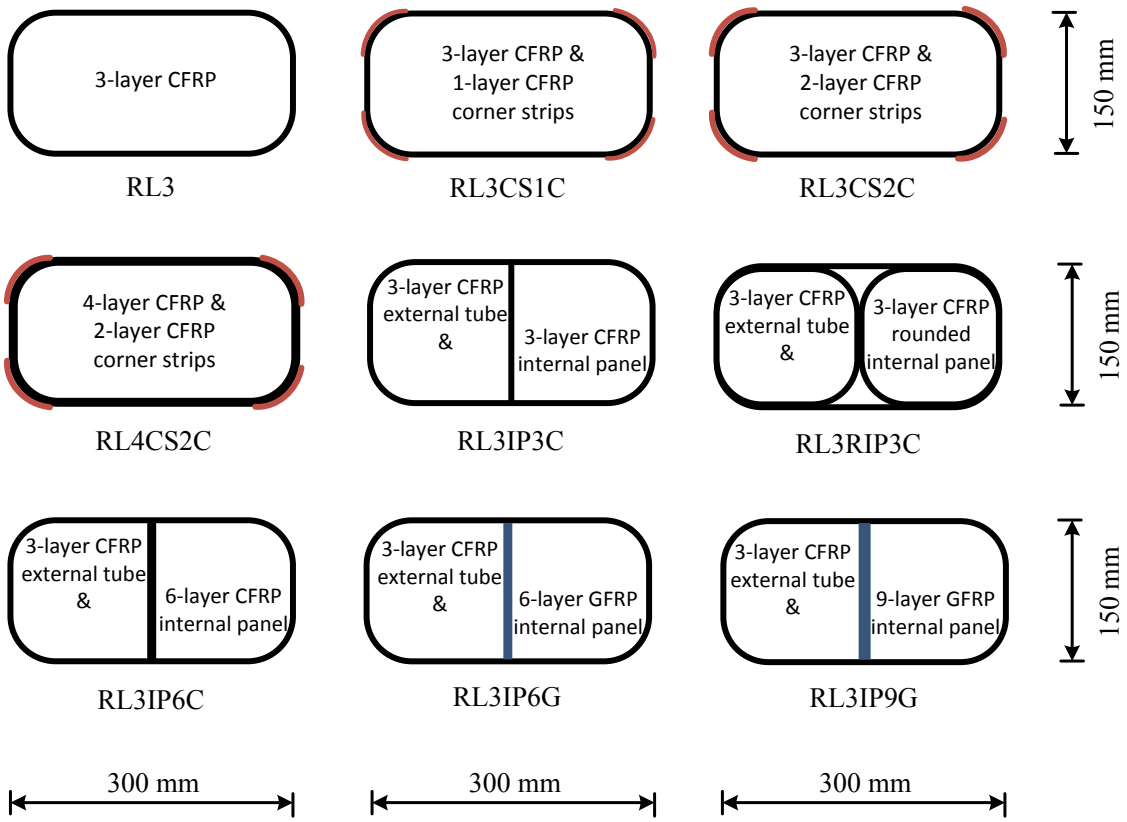 3-layer CFRP
RL3
3-layer CFRP &
1-layer CFRP
corner strips
RL3CS1C
3-layer CFRP &
2-layer CFRP
corner strips
RL3CS2C
150 mm
4-layer CFRP &
2-layer CFRP
corner strips
RL4CS2C
3-layer CFRP
external tube
&
3-layer CFRP
internal panel
RL3IP3C
3-layer CFRP
external tube
&
3-layer CFRP
rounded
internal panel
RL3RIP3C
150 mm
3-layer CFRP
external tube
&
6-layer CFRP
internal panel
RL3IP6C
3-layer CFRP
external tube
&
6-layer GFRP
internal panel
RL3IP6G
3-layer CFRP
external tube
&
9-layer GFRP
internal panel
RL3IP9G
150 mm
300 mm
300 mm
300 mm